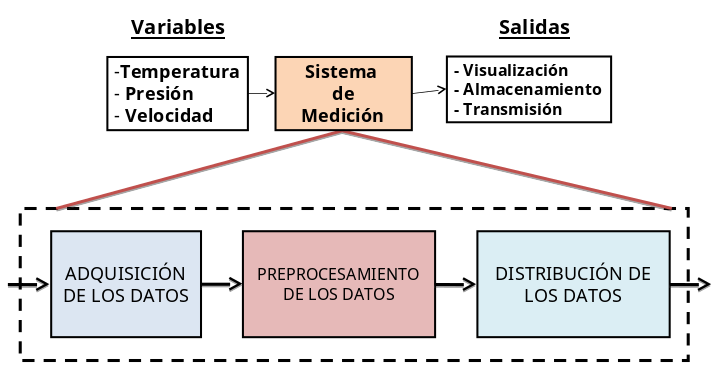 Variables
Salidas
-Temperatura
- Presión
- Velocidad
Sistema
de
Medición
- Visualización
- Almacenamiento
- Transmisión
ADQUISICIÓN
DE LOS DATOS
PREPROCESAMIENTO
DE LOS DATOS
DISTRIBUCIÓN DE
LOS DATOS